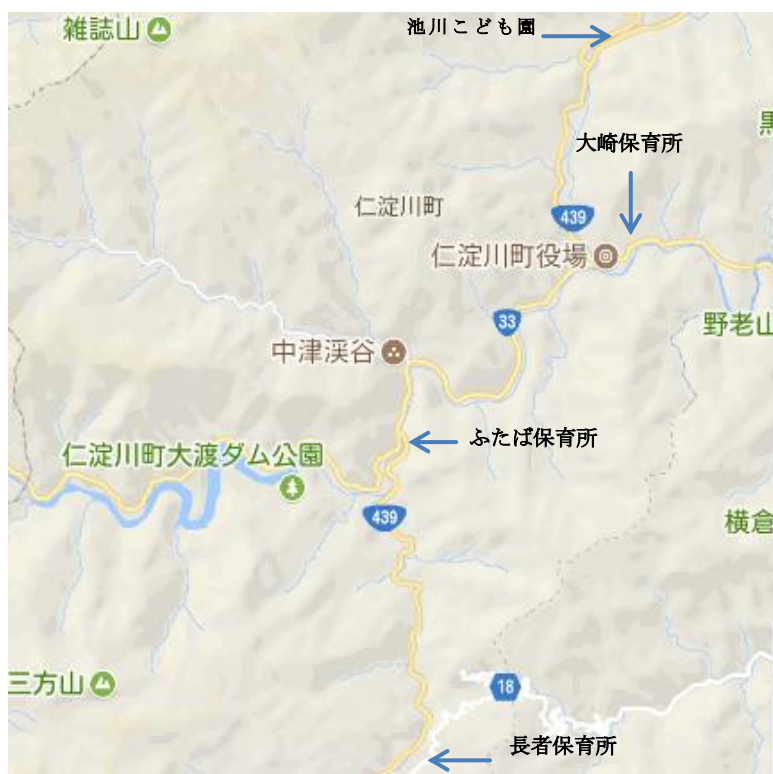 雑誌山
池川こども園
黒
大崎保育所
仁淀川町
439
仁淀川町役場
33
野老山
中津渓谷
ふたば保育所
仁淀川町大渡ダム公園
439
横倉
三方山
18
長者保育所